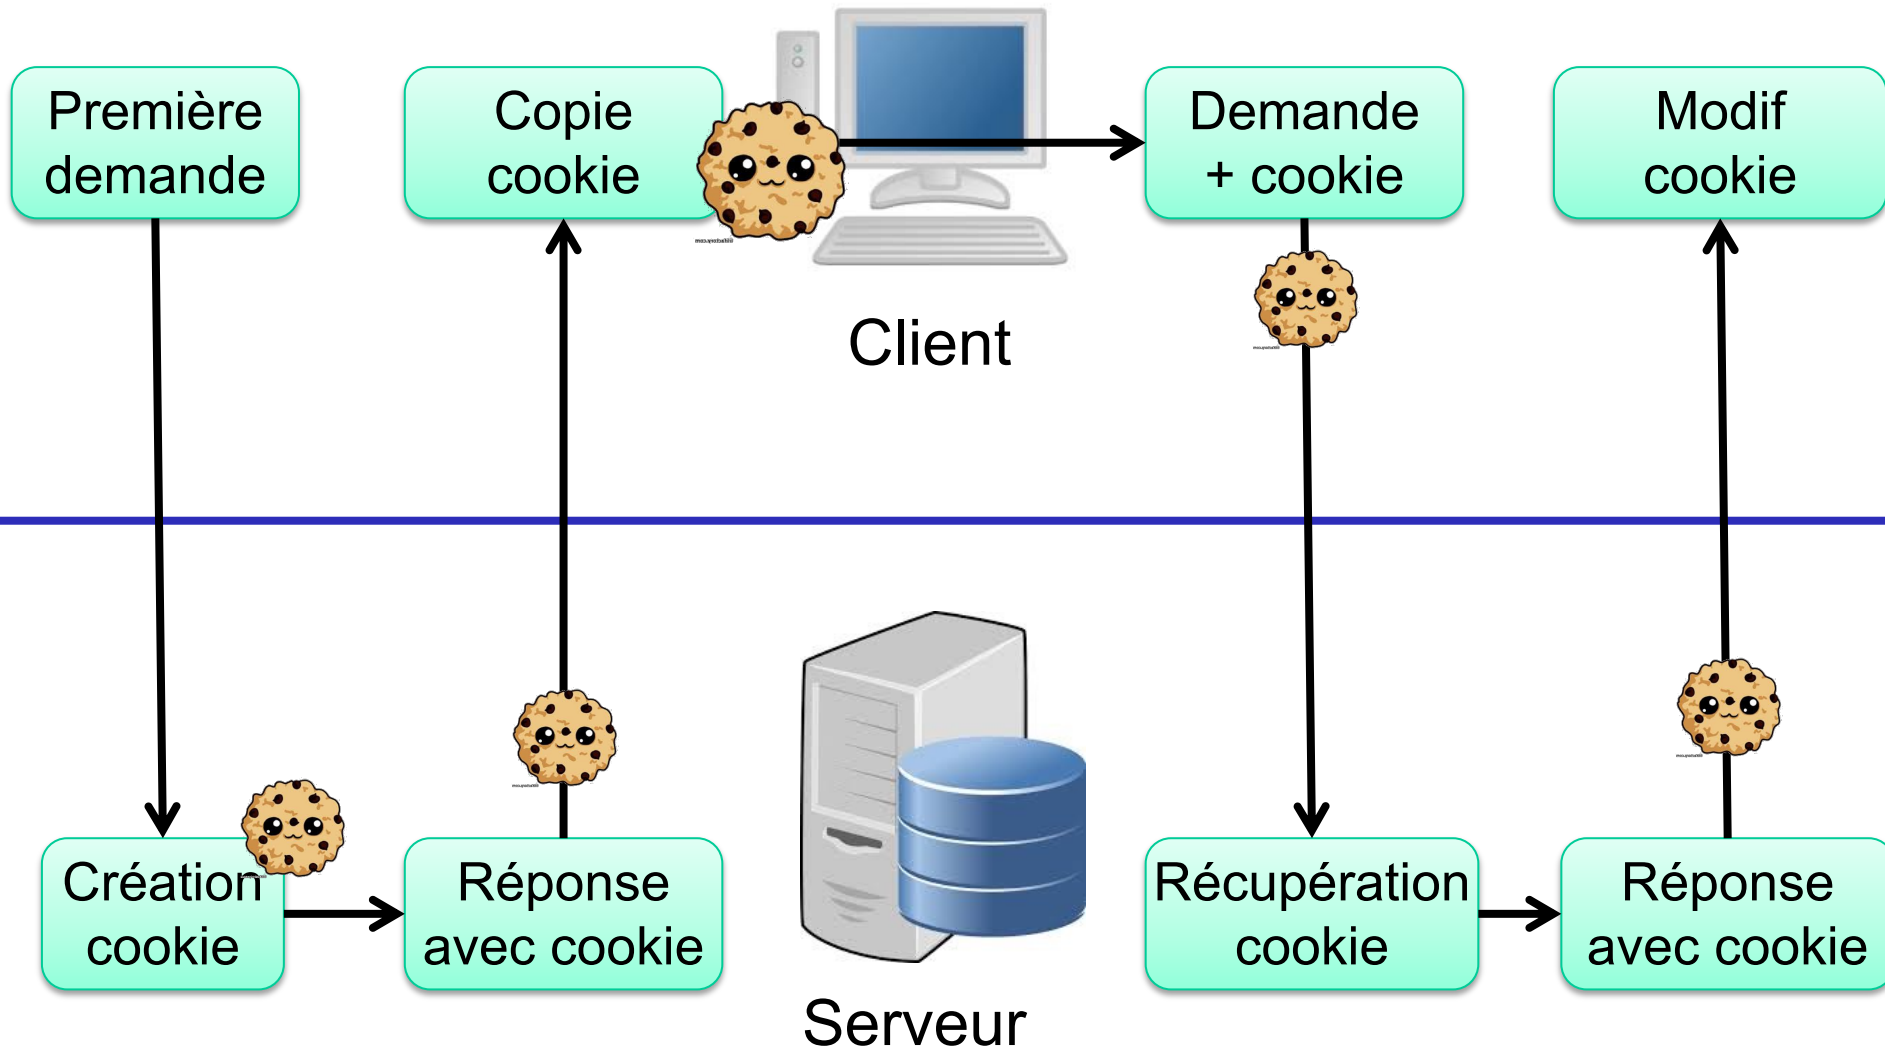 Première
demande
Copie
cookie
Demande
+ cookie
Modif
cookie
Client
Création
cookie
Réponse
avec cookie
Récupération
cookie
Réponse
avec cookie
Serveur